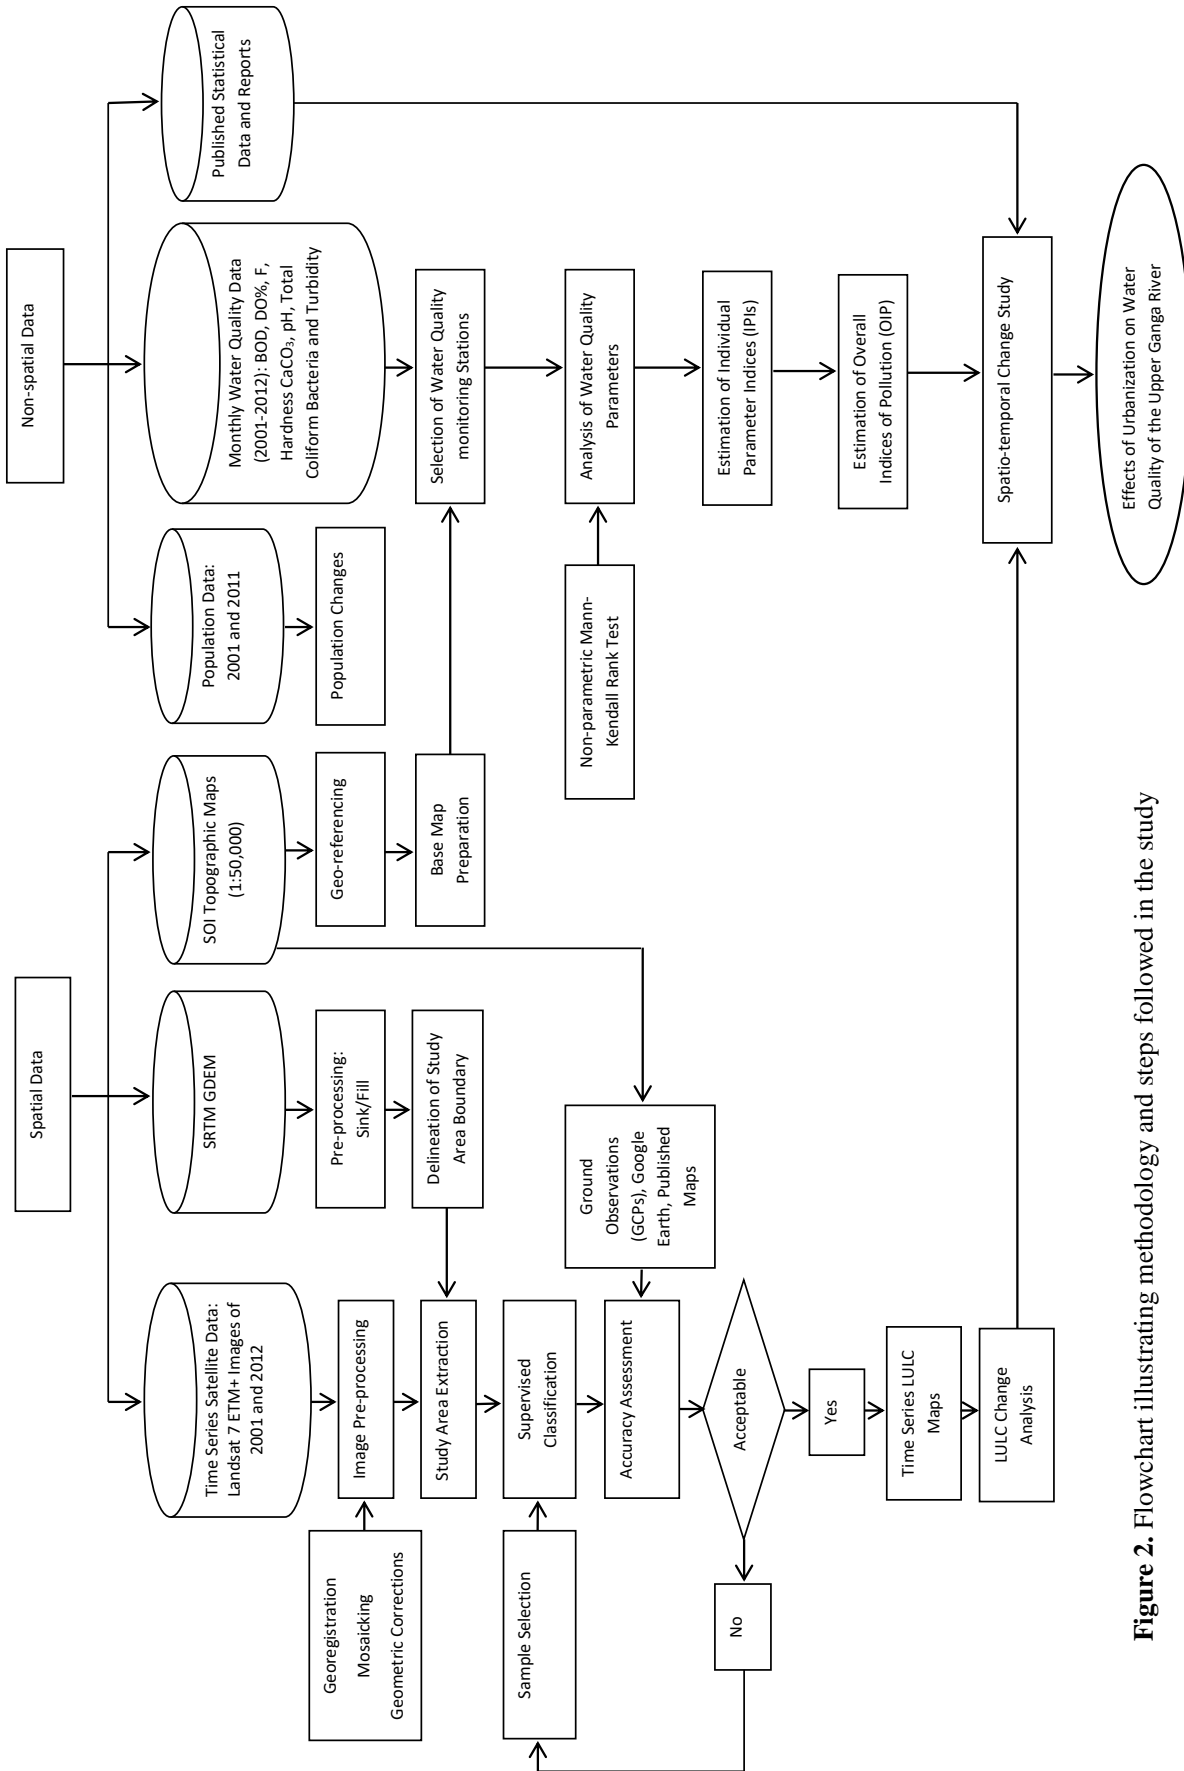 Spatial Data
Non-spatial Data
Time Series Satellite Data:
Landsat 7 ETM+ Images of
2001 and 2012
SRTM GDEM
SOI Topographic Maps
(1:50,000)
Population Data:
2001 and 2011
Monthly Water Quality Data
(2001-2012): BOD, DO%, F,
Hardness CaCO₃, pH, Total
Coliform Bacteria and Turbidity
Published Statistical
Data and Reports
Georegistration
Mosaicking
Geometric Corrections
Image Pre-processing
Pre-processing:
Sink/Fill
Geo-referencing
Population Changes
Study Area Extraction
Delineation of Study
Area Boundary
Base Map
Preparation
Selection of Water Quality
monitoring Stations
Sample Selection
Supervised
Classification
Ground
Observations
(GCPs), Google
Earth, Published
Maps
Non-parametric Mann-
Kendall Rank Test
Analysis of Water Quality
Parameters
Accuracy Assessment
Estimation of Individual
Parameter Indices (IPIs)
No
Acceptable
Yes
Estimation of Overall
Indices of Pollution (OIP)
Time Series LULC
Maps
LULC Change
Analysis
Spatio-temporal Change Study
Effects of Urbanization on Water
Quality of the Upper Ganga River
Figure 2. Flowchart illustrating methodology and steps followed in the study